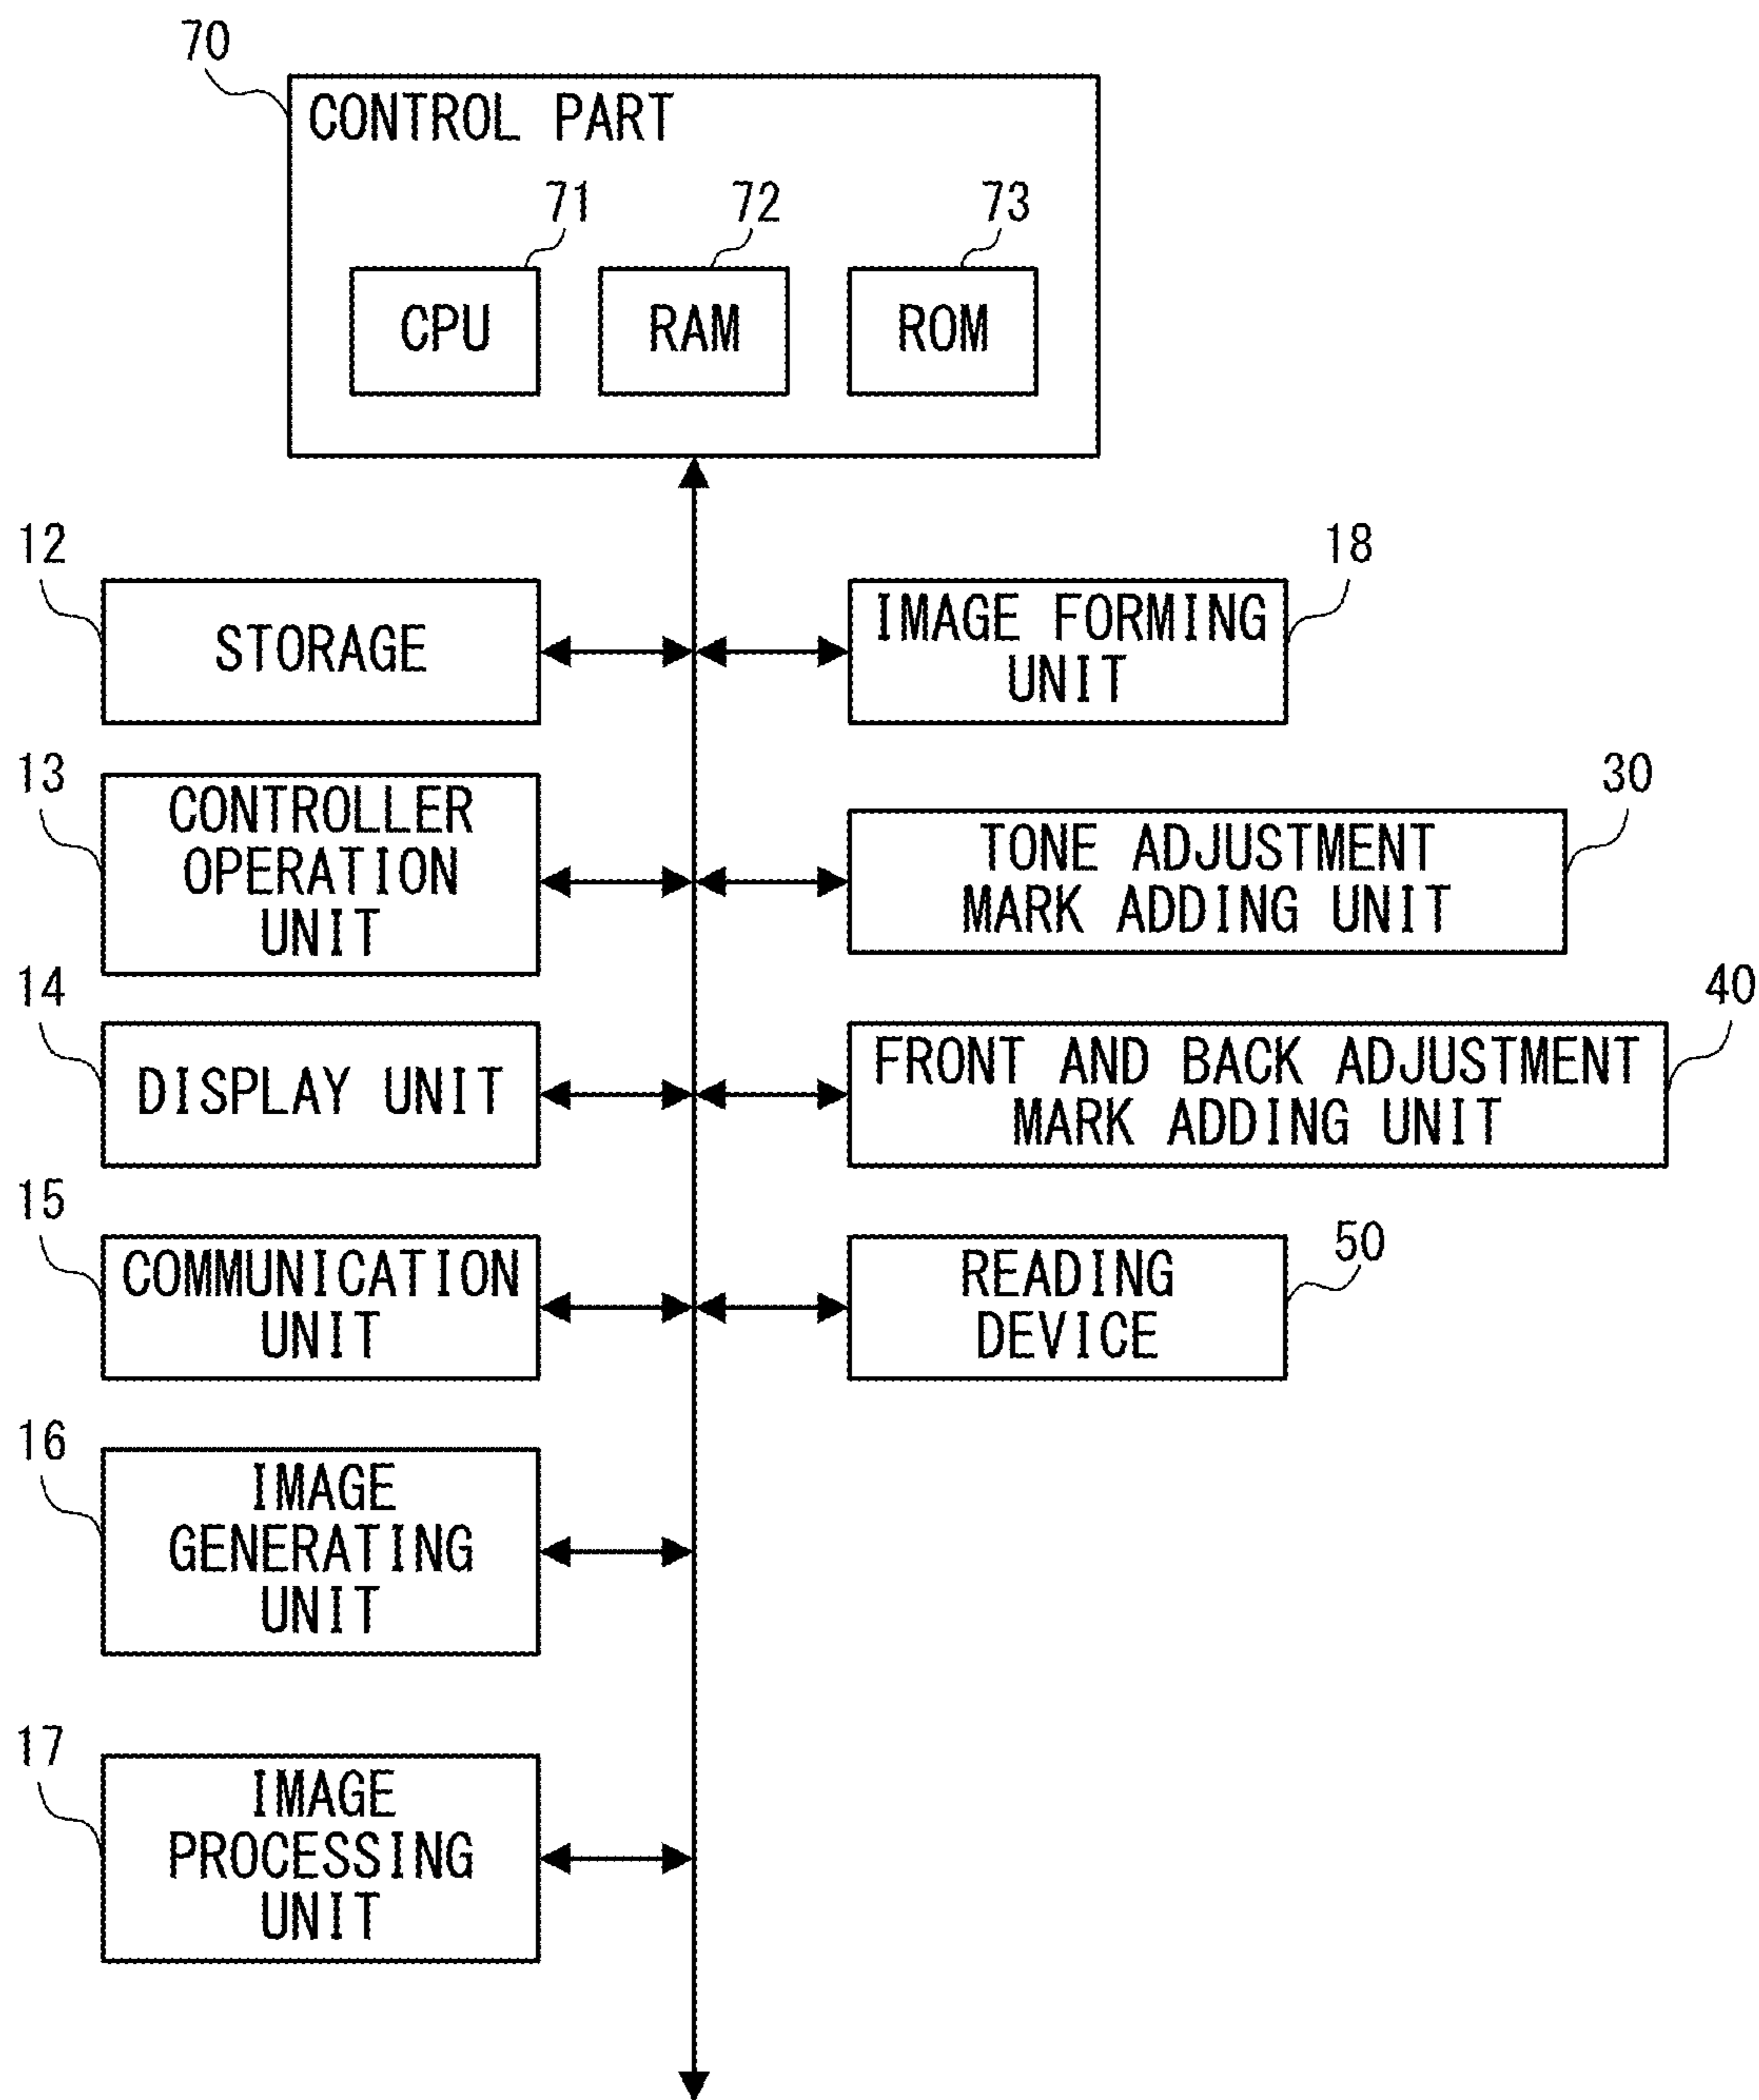 70
CONTROL PART
71
72
73
CPU
RAM
ROM
12
STORAGE
18
IMAGE FORMING
UNIT
13
CONTROLLER
OPERATION
UNIT
30
TONE ADJUSTMENT
MARK ADDING UNIT
14
DISPLAY UNIT
40
FRONT AND BACK ADJUSTMENT
MARK ADDING UNIT
15
COMMUNICATION
UNIT
50
READING
DEVICE
16
IMAGE
GENERATING
UNIT
17
IMAGE
PROCESSING
UNIT